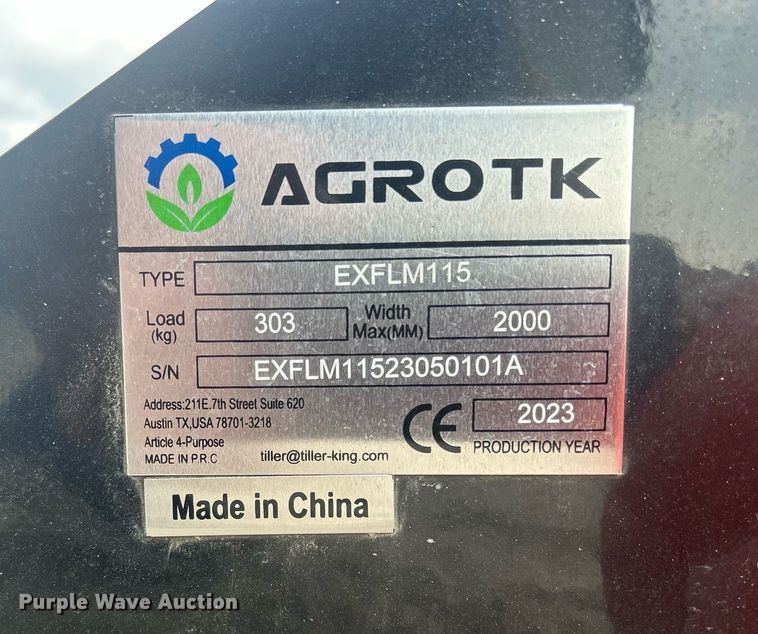 AGROTK
TYPE EXFLM115
Load (kg) 303 Width Max(MM) 2000
S/N EXFLM11523050101A
Address:211E.7th Street Suite 620
Austin TX,USA 78701-3218
Article 4-Purpose
MADE IN P.R.C tiller@tiller-king.com
CE 2023
PRODUCTION YEAR
Made in China
Purple Wave Auction